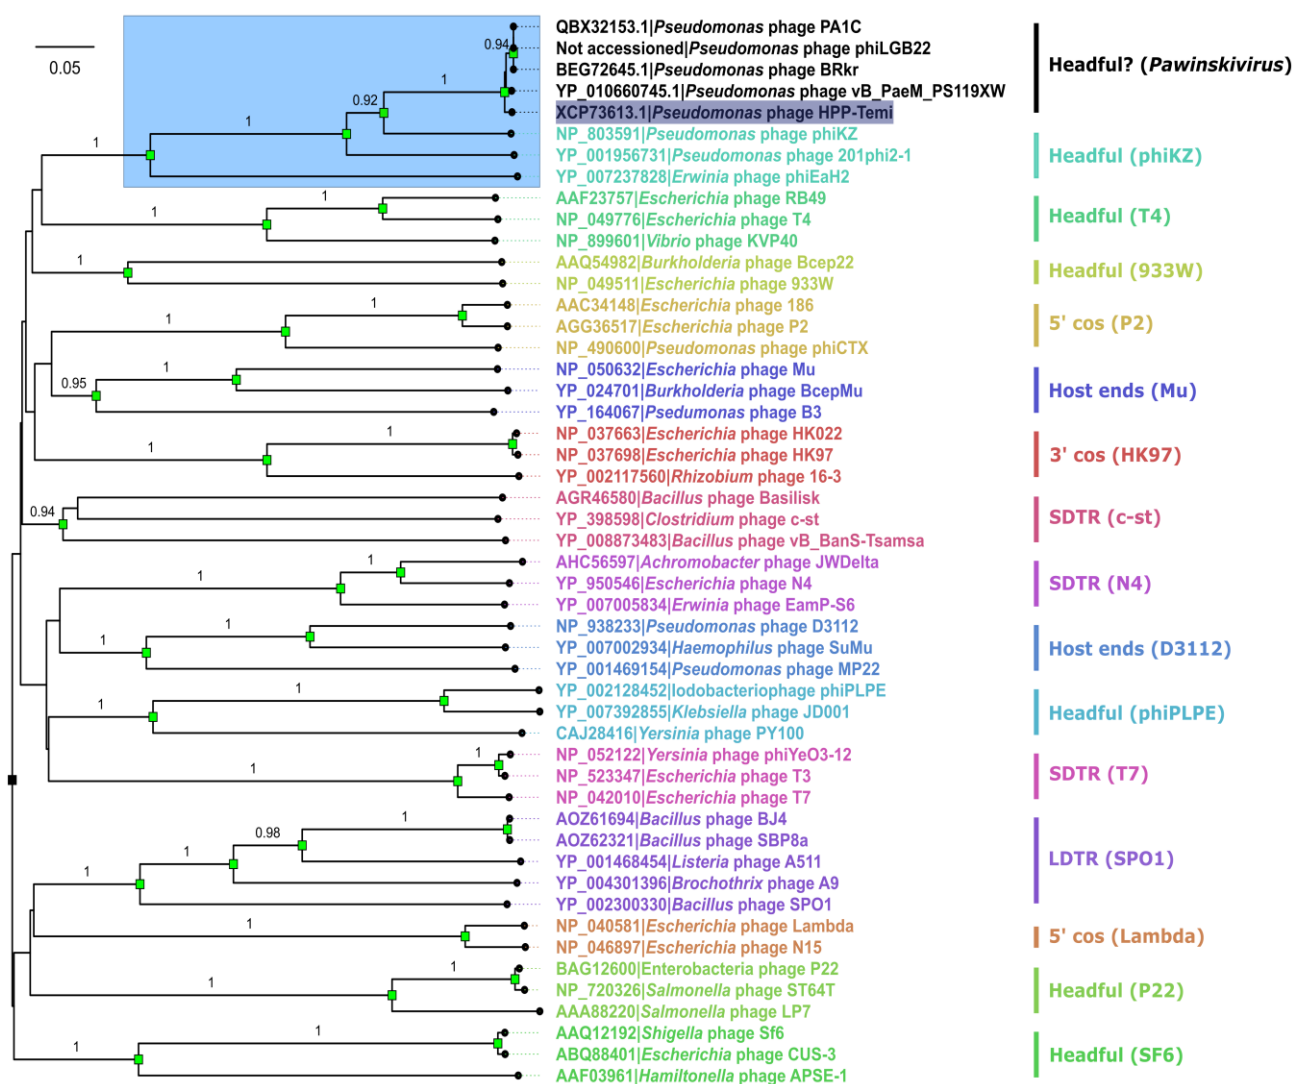 0.05
QBX32153.1|Pseudomonas phage PA1C
Not accessioned|Pseudomonas phage phiLGB22
BEG72645.1|Pseudomonas phage BRkr
YP_010660745.1|Pseudomonas phage vB_PaeM_PS119XW
XCP73613.1|Pseudomonas phage HPP-Temi
Headful? (Pawinskivirus)
NP_803591|Pseudomonas phage phiKZ
YP_001956731|Pseudomonas phage 201phi2-1
YP_007237828|Erwinia phage phiEaH2
Headful (phiKZ)
AAF23757|Escherichia phage RB49
NP_049776|Escherichia phage T4
NP_899601|Vibrio phage KVP40
Headful (T4)
AAQ54982|Burkholderia phage Bcep22
NP_049511|Escherichia phage 933W
Headful (933W)
AAC34148|Escherichia phage 186
AGG36517|Escherichia phage P2
NP_490600|Pseudomonas phage phiCTX
5' cos (P2)
NP_050632|Escherichia phage Mu
YP_024701|Burkholderia phage BcepMu
YP_164067|Psedumonas phage B3
Host ends (Mu)
NP_037663|Escherichia phage HK022
NP_037698|Escherichia phage HK97
YP_002117560|Rhizobium phage 16-3
3' cos (HK97)
AGR46580|Bacillus phage Basilisk
YP_398598|Clostridium phage c-st
YP_008873483|Bacillus phage vB_BanS-Tsamsa
SDTR (c-st)
AHC56597|Achromobacter phage JWDelta
YP_950546|Escherichia phage N4
YP_007005834|Erwinia phage EamP-S6
SDTR (N4)
NP_938233|Pseudomonas phage D3112
YP_007002934|Haemophilus phage SuMu
YP_001469154|Pseudomonas phage MP22
Host ends (D3112)
YP_002128452|Iodobacteriophage phiPLPE
YP_007392855|Klebsiella phage JD001
CAJ28416|Yersinia phage PY100
Headful (phiPLPE)
NP_052122|Yersinia phage phiYeO3-12
NP_523347|Escherichia phage T3
NP_042010|Escherichia phage T7
SDTR (T7)
AOZ61694|Bacillus phage BJ4
AOZ62321|Bacillus phage SBP8a
YP_001468454|Listeria phage A511
YP_004301396|Brochothrix phage A9
YP_002300330|Bacillus phage SPO1
LDTR (SPO1)
NP_040581|Escherichia phage Lambda
NP_046897|Escherichia phage N15
5' cos (Lambda)
BAG12600|Enterobacteria phage P22
NP_720326|Salmonella phage ST64T
AAA88220|Salmonella phage LP7
Headful (P22)
AAQ12192|Shigella phage Sf6
ABQ88401|Escherichia phage CUS-3
AAF03961|Hamiltonella phage APSE-1
Headful (SF6)
0.94
1
0.92
1
1
1
1
1
1
1
1
0.95
1
1
0.94
1
1
1
1
1
1
1
1
1
0.98
1
1
1
1
1
1
1